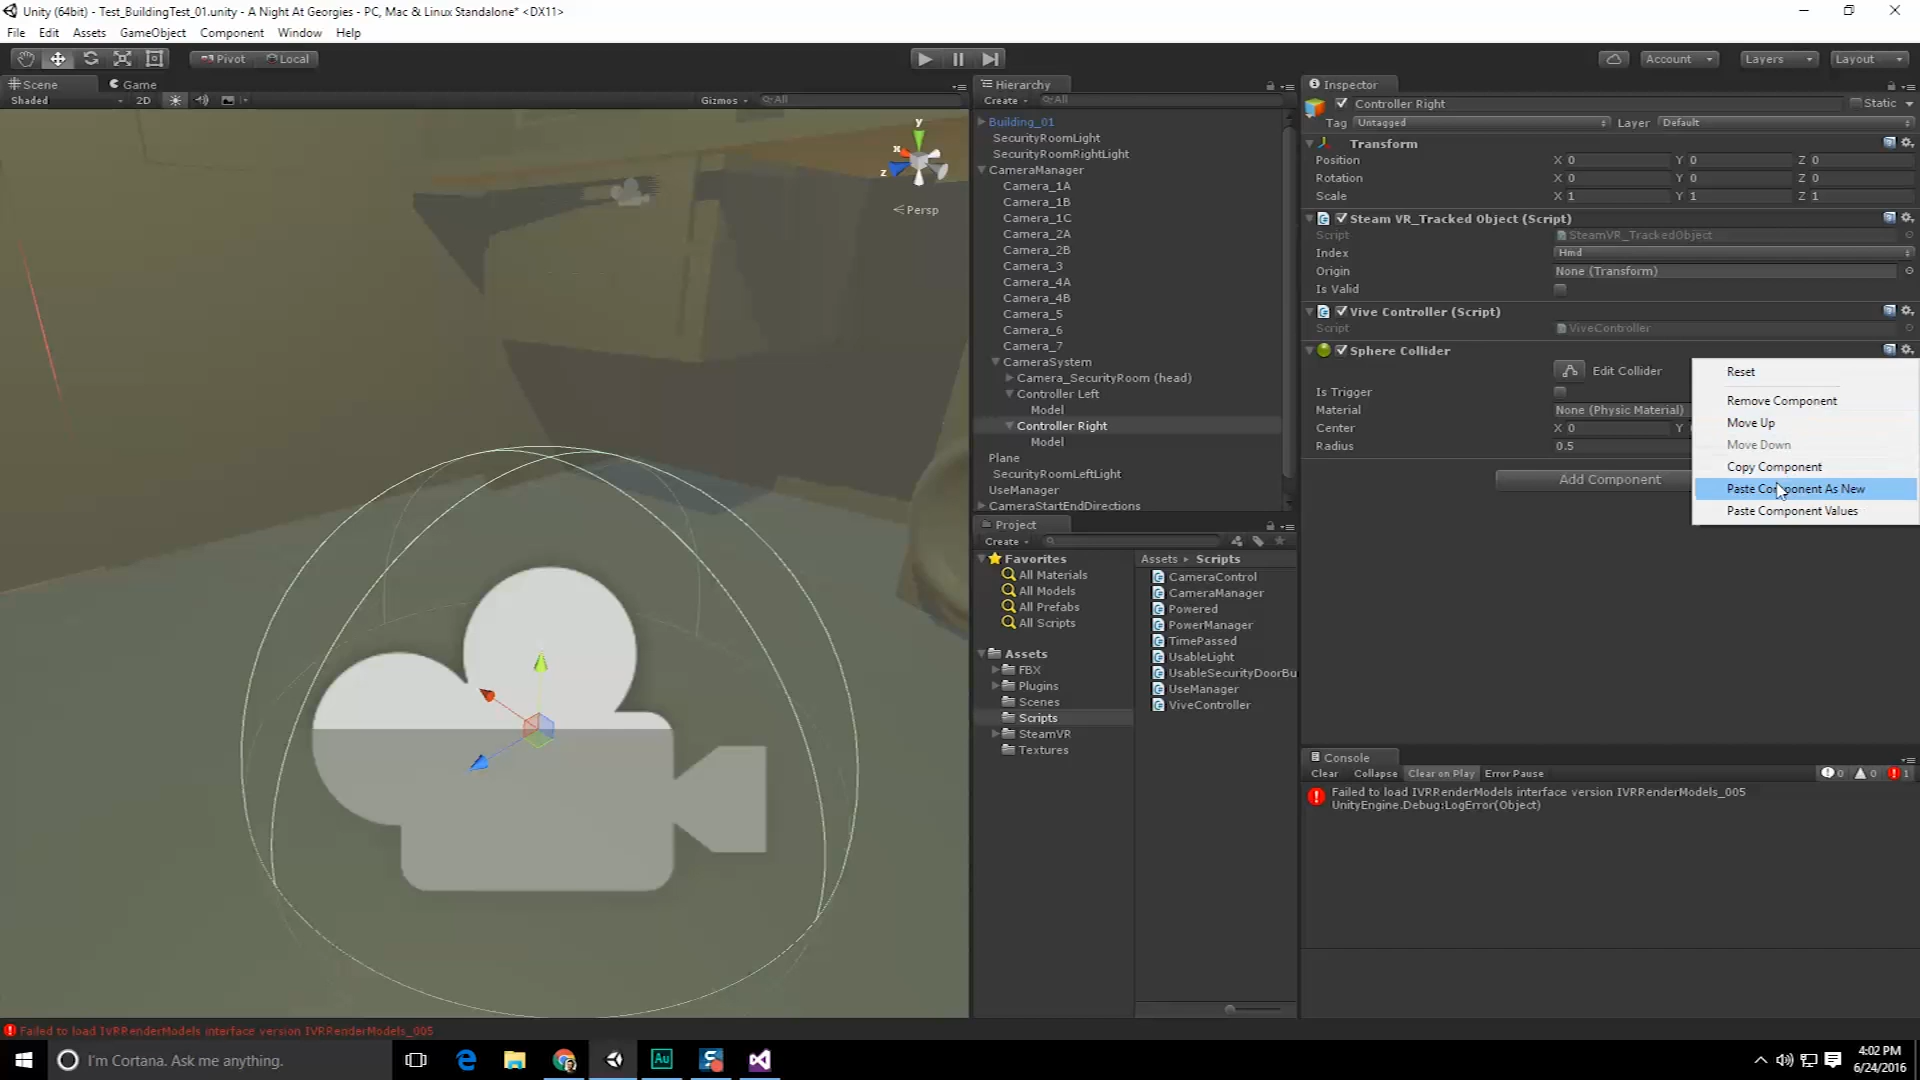 Unity (64bit) - Test_BuildingTest_01.unity - A Night At Georgies - PC, Mac & Linux Standalone* <DX11>
File Edit Assets GameObject Component Window Help
Pivot Local
Account Layers Layout
Scene Game
Shaded 2D Gizmos All
y
x
z
Persp
Hierarchy
Create All
Building_01
SecurityRoomLight
SecurityRoomRightLight
CameraManager
Camera_1A
Camera_1B
Camera_1C
Camera_2A
Camera_2B
Camera_3
Camera_4A
Camera_4B
Camera_5
Camera_6
Camera_7
CameraSystem
Camera_SecurityRoom (head)
Controller Left
Model
Controller Right
Model
Plane
SecurityRoomLeftLight
UseManager
CameraStartEndDirections
Project
Create
Favorites
All Materials
All Models
All Prefabs
All Scripts
Assets
FBX
Plugins
Scenes
Scripts
SteamVR
Textures
Assets Scripts
CameraControl
CameraManager
Powered
PowerManager
TimePassed
UsableLight
UsableSecurityDoorBu
UseManager
ViveController
Inspector
Controller Right Static
Tag Untagged Layer Default
Transform
Position X 0 Y 0 Z 0
Rotation X 0 Y 0 Z 0
Scale X 1 Y 1 Z 1
Steam VR_Tracked Object (Script)
Script SteamVR_TrackedObject
Index Hmd
Origin None (Transform)
Is Valid
Vive Controller (Script)
Script ViveController
Sphere Collider
Edit Collider
Is Trigger
Material None (Physic Material)
Center X 0 Y
Radius 0.5
Add Component
Reset
Remove Component
Move Up
Move Down
Copy Component
Paste Component As New
Paste Component Values
Console
Clear Collapse Clear on Play Error Pause 0 0 1
Failed to load IVRRenderModels interface version IVRRenderModels_005
UnityEngine.Debug:LogError(Object)
Failed to load IVRRenderModels interface version IVRRenderModels_005
I'm Cortana. Ask me anything.
Au
4:02 PM
6/24/2016